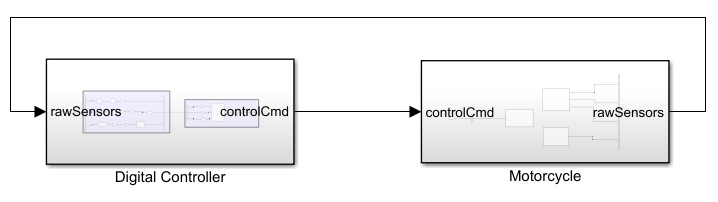 rawSensors
controlCmd
controlCmd
rawSensors
Digital Controller
Motorcycle